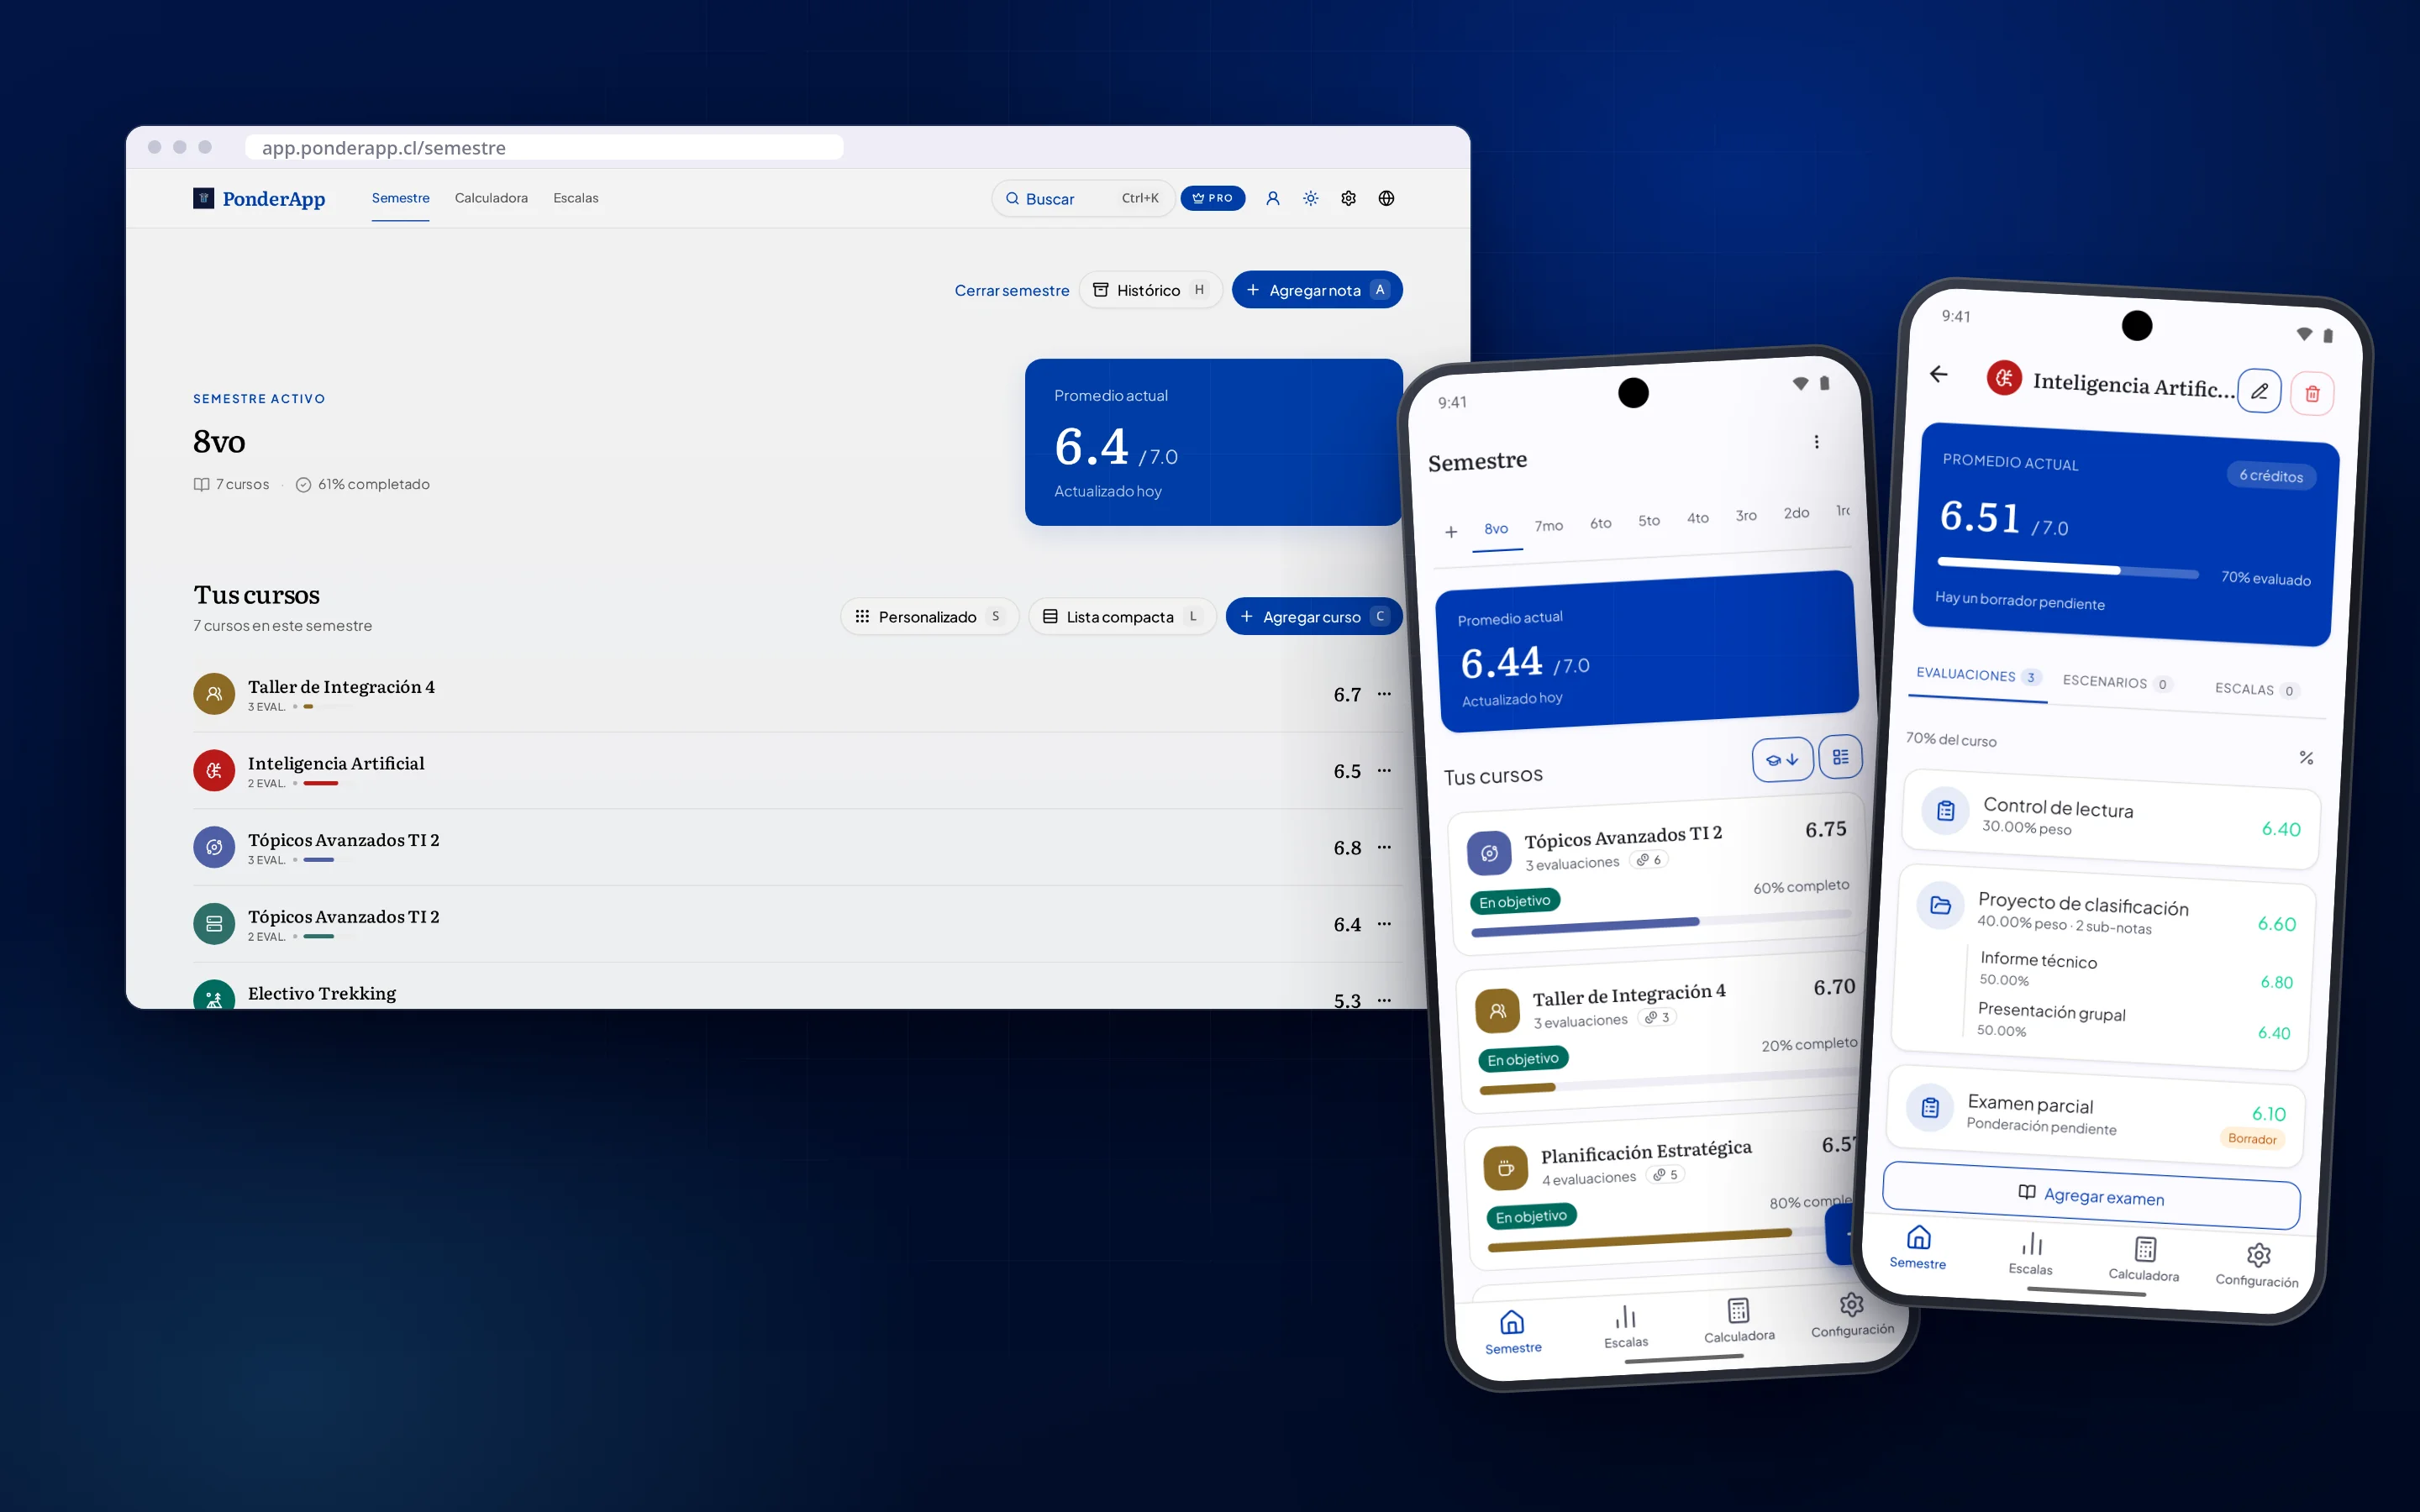 app.ponderapp.cl/semestre
PonderApp Semestre Calculadora Escalas Buscar Ctrl+K PRO
Cerrar semestre Histórico H + Agregar nota A
SEMESTRE ACTIVO
8vo
7 cursos · 61% completado
Promedio actual
6.4 / 7.0
Actualizado hoy
Tus cursos
7 cursos en este semestre
Personalizado S Lista compacta L + Agregar curso C
Taller de Integración 4
3 EVAL.
6.7
Inteligencia Artificial
2 EVAL.
6.5
Tópicos Avanzados TI 2
3 EVAL.
6.8
Tópicos Avanzados TI 2
2 EVAL.
6.4
Electivo Trekking
5.3
9:41
Semestre
+ 8vo 7mo 6to 5to 4to 3ro 2do
Promedio actual
6.44 / 7.0
Actualizado hoy
Tus cursos
Tópicos Avanzados TI 2 6.75
3 evaluaciones 6
En objetivo 60% completo
Taller de Integración 4 6.70
3 evaluaciones 3
En objetivo 20% completo
Planificación Estratégica 6.57
4 evaluaciones 5
En objetivo 80%
Semestre Escalas Calculadora Configuración
9:41
Inteligencia Artific...
PROMEDIO ACTUAL 6 créditos
6.51 / 7.0
70% evaluado
Hay un borrador pendiente
EVALUACIONES 3 ESCENARIOS 0 ESCALAS 0
70% del curso %
Control de lectura
30.00% peso
6.40
Proyecto de clasificación
40.00% peso · 2 sub-notas
6.60
Informe técnico
50.00%
6.80
Presentación grupal
50.00%
6.40
Examen parcial
Ponderación pendiente
6.10
Borrador
Agregar examen
Semestre Escalas Calculadora Configuración